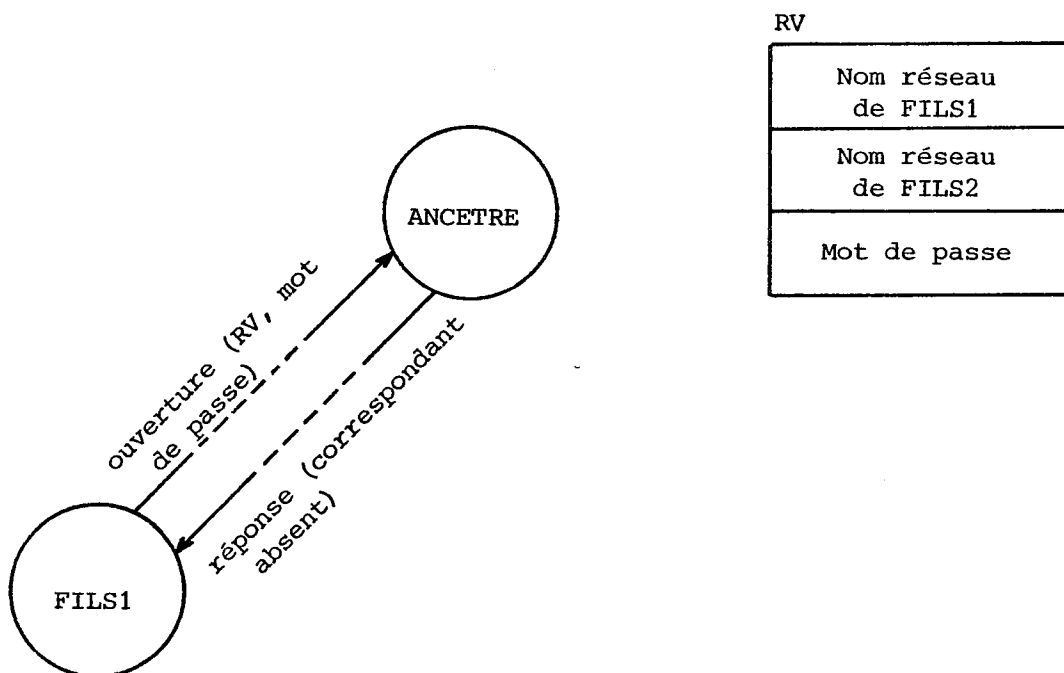 RV
Nom réseau
de FILS1
Nom réseau
de FILS2
Mot de passe
ANCETRE
ouverture (RV, mot
de passe)
réponse (correspondant
absent)
FILS1